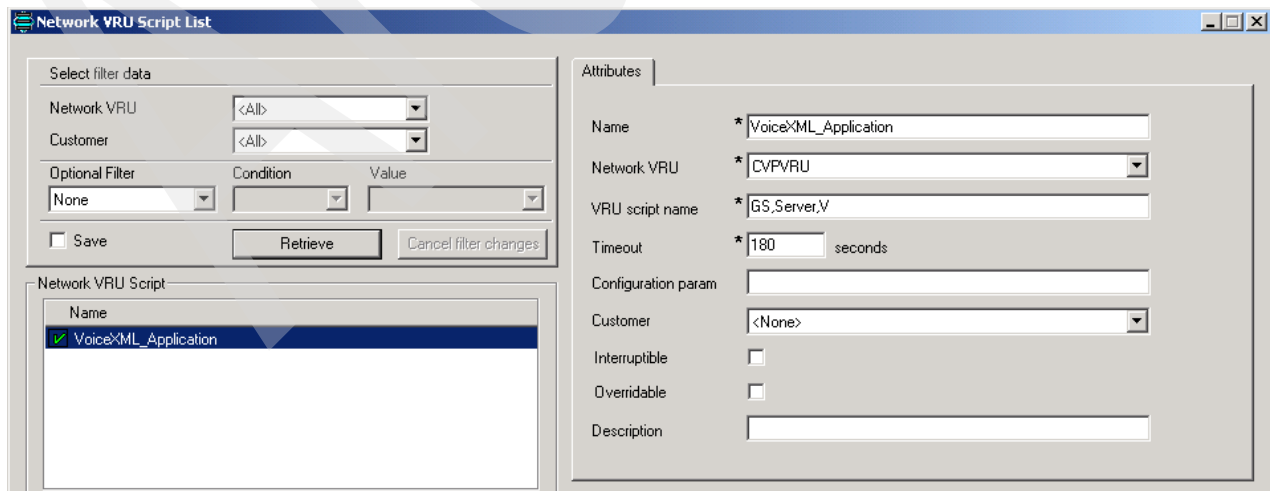 Network VRU Script List
Select filter data
Network VRU <All>
Customer <All>
Optional Filter Condition Value
None
Save Retrieve Cancel filter changes
Network VRU Script
Name
VoiceXML_Application
Attributes
Name * VoiceXML_Application
Network VRU * CVPVRU
VRU script name * GS,Server,V
Timeout * 180 seconds
Configuration param
Customer <None>
Interruptible
Overridable
Description